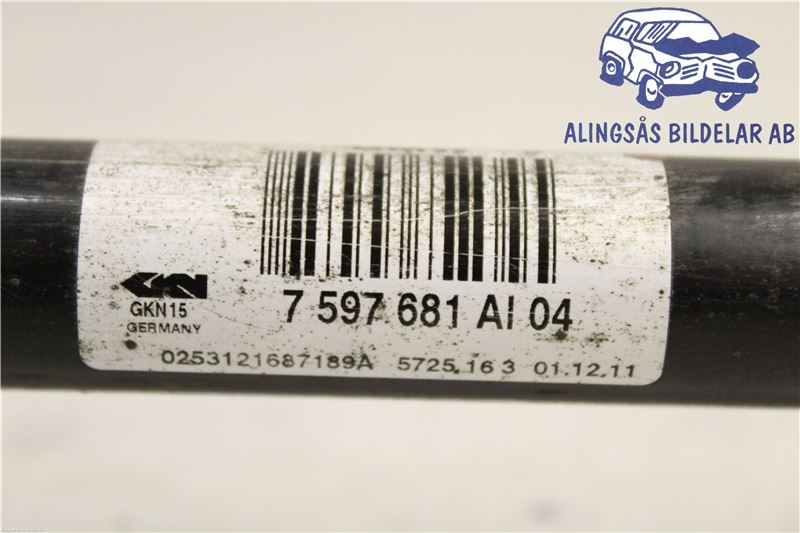 ALINGSÅS BILDELAR AB
GKN
7 597 681 AI 04
GKN15
GERMANY
0253121687189A 5725.16 3 01.12.11